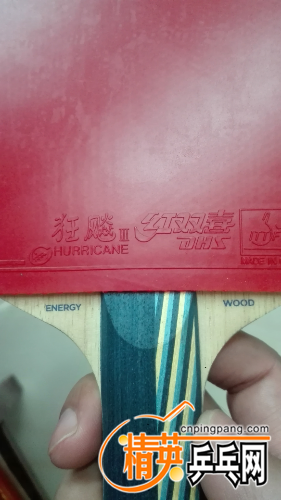 狂飚III 红双喜
HURRICANE DHS
MADE IN
ENERGY WOOD
cnpingpang.com
精英乒乓网